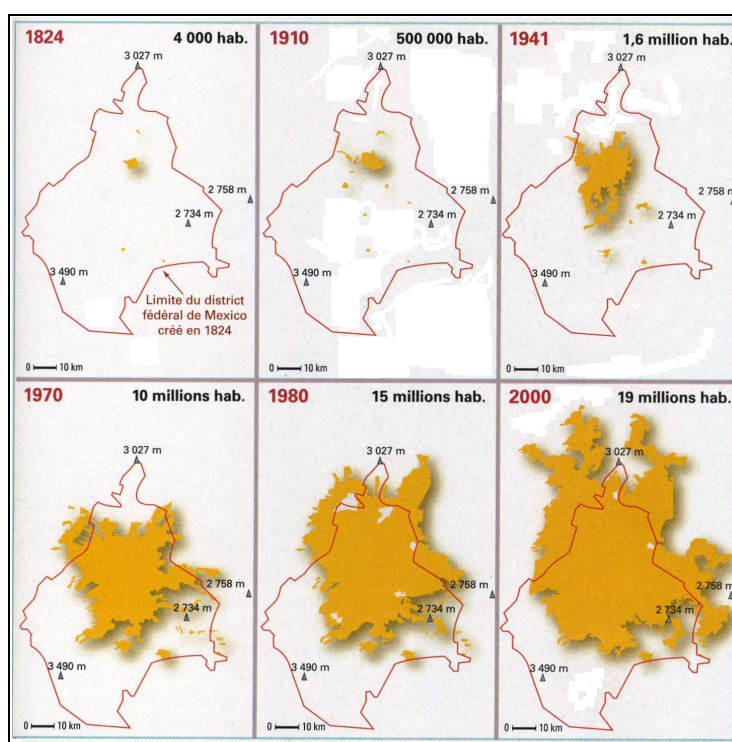 1824
4 000 hab.
3 027 m
2 758 m
2 734 m
3 490 m
Limite du district
fédéral de Mexico
créé en 1824
0 10 km
1910
500 000 hab.
3 027 m
2 758 m
2 734 m
3 490 m
0 10 km
1941
1,6 million hab.
3 027 m
2 758 m
2 734 m
3 490 m
0 10 km
1970
10 millions hab.
3 027 m
2 758 m
2 734 m
3 490 m
0 10 km
1980
15 millions hab.
3 027 m
2 758 m
2 734 m
3 490 m
0 10 km
2000
19 millions hab.
3 027 m
2 758 m
2 734 m
3 490 m
0 10 km